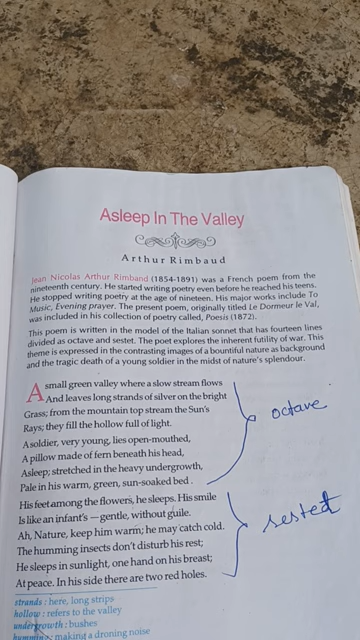 Asleep In The Valley
Arthur Rimbaud
Jean Nicolas Arthur Rimband (1854-1891) was a French poem from the
nineteenth century. He started writing poetry even before he reached his teens.
He stopped writing poetry at the age of nineteen. His major works include To
Music, Evening prayer. The present poem, originally titled Le Dormeur le Val,
was included in his collection of poetry called, Poesis (1872).
This poem is written in the model of the Italian sonnet that has fourteen lines
divided as octave and sestet. The poet explores the inherent futility of war. This
theme is expressed in the contrasting images of a bountiful nature as background
and the tragic death of a young soldier in the midst of nature's splendour.
A small green valley where a slow stream flows
And leaves long strands of silver on the bright
Grass; from the mountain top stream the Sun's
Rays; they fill the hollow full of light.
A soldier, very young, lies open-mouthed,
A pillow made of fern beneath his head,
Asleep; stretched in the heavy undergrowth,
Pale in his warm, green, sun-soaked bed.
octave
His feet among the flowers, he sleeps. His smile
Is like an infant's — gentle, without guile.
Ah, Nature, keep him warm; he may catch cold.
The humming insects don't disturb his rest;
He sleeps in sunlight, one hand on his breast;
At peace. In his side there are two red holes.
sested
strands : here, long strips
hollow : refers to the valley
undergrowth : bushes
humming : making a droning noise